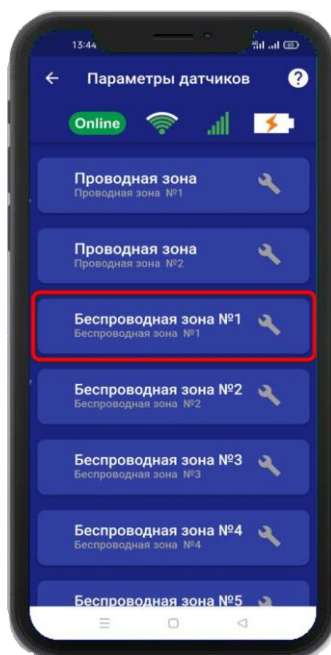 13:44
Параметры датчиков
Online
Проводная зона
Проводная зона №1
Проводная зона
Проводная зона №2
Беспроводная зона №1
Беспроводная зона №1
Беспроводная зона №2
Беспроводная зона №2
Беспроводная зона №3
Беспроводная зона №3
Беспроводная зона №4
Беспроводная зона №4
Беспроводная зона №5